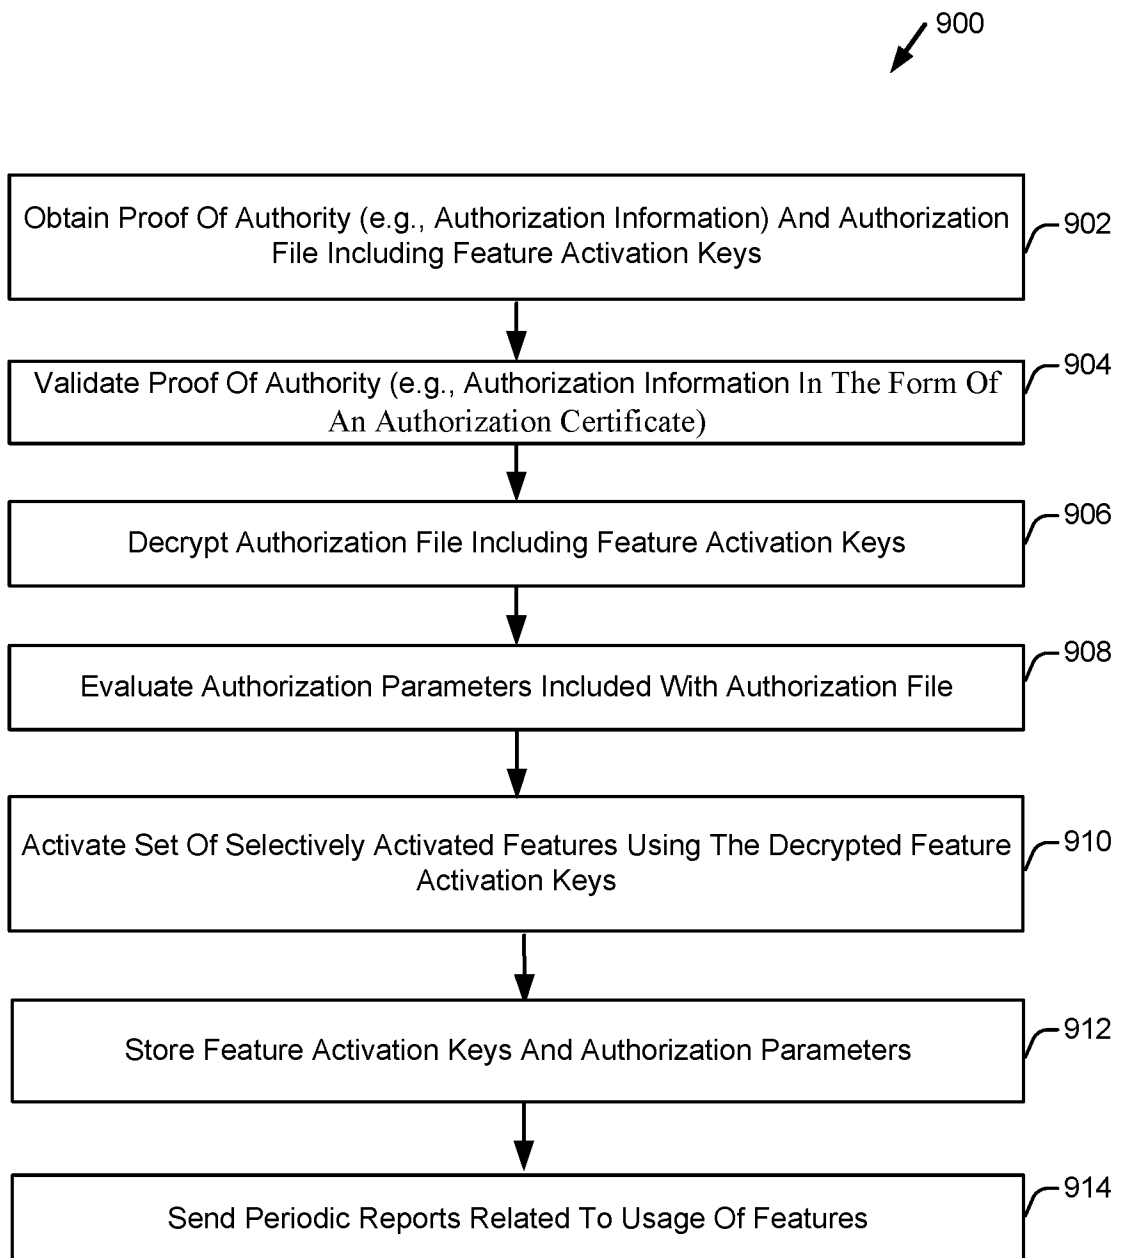 900
Obtain Proof Of Authority (e.g., Authorization Information) And Authorization
File Including Feature Activation Keys
902
Validate Proof Of Authority (e.g., Authorization Information In The Form Of
An Authorization Certificate)
904
Decrypt Authorization File Including Feature Activation Keys
906
Evaluate Authorization Parameters Included With Authorization File
908
Activate Set Of Selectively Activated Features Using The Decrypted Feature
Activation Keys
910
Store Feature Activation Keys And Authorization Parameters
912
Send Periodic Reports Related To Usage Of Features
914